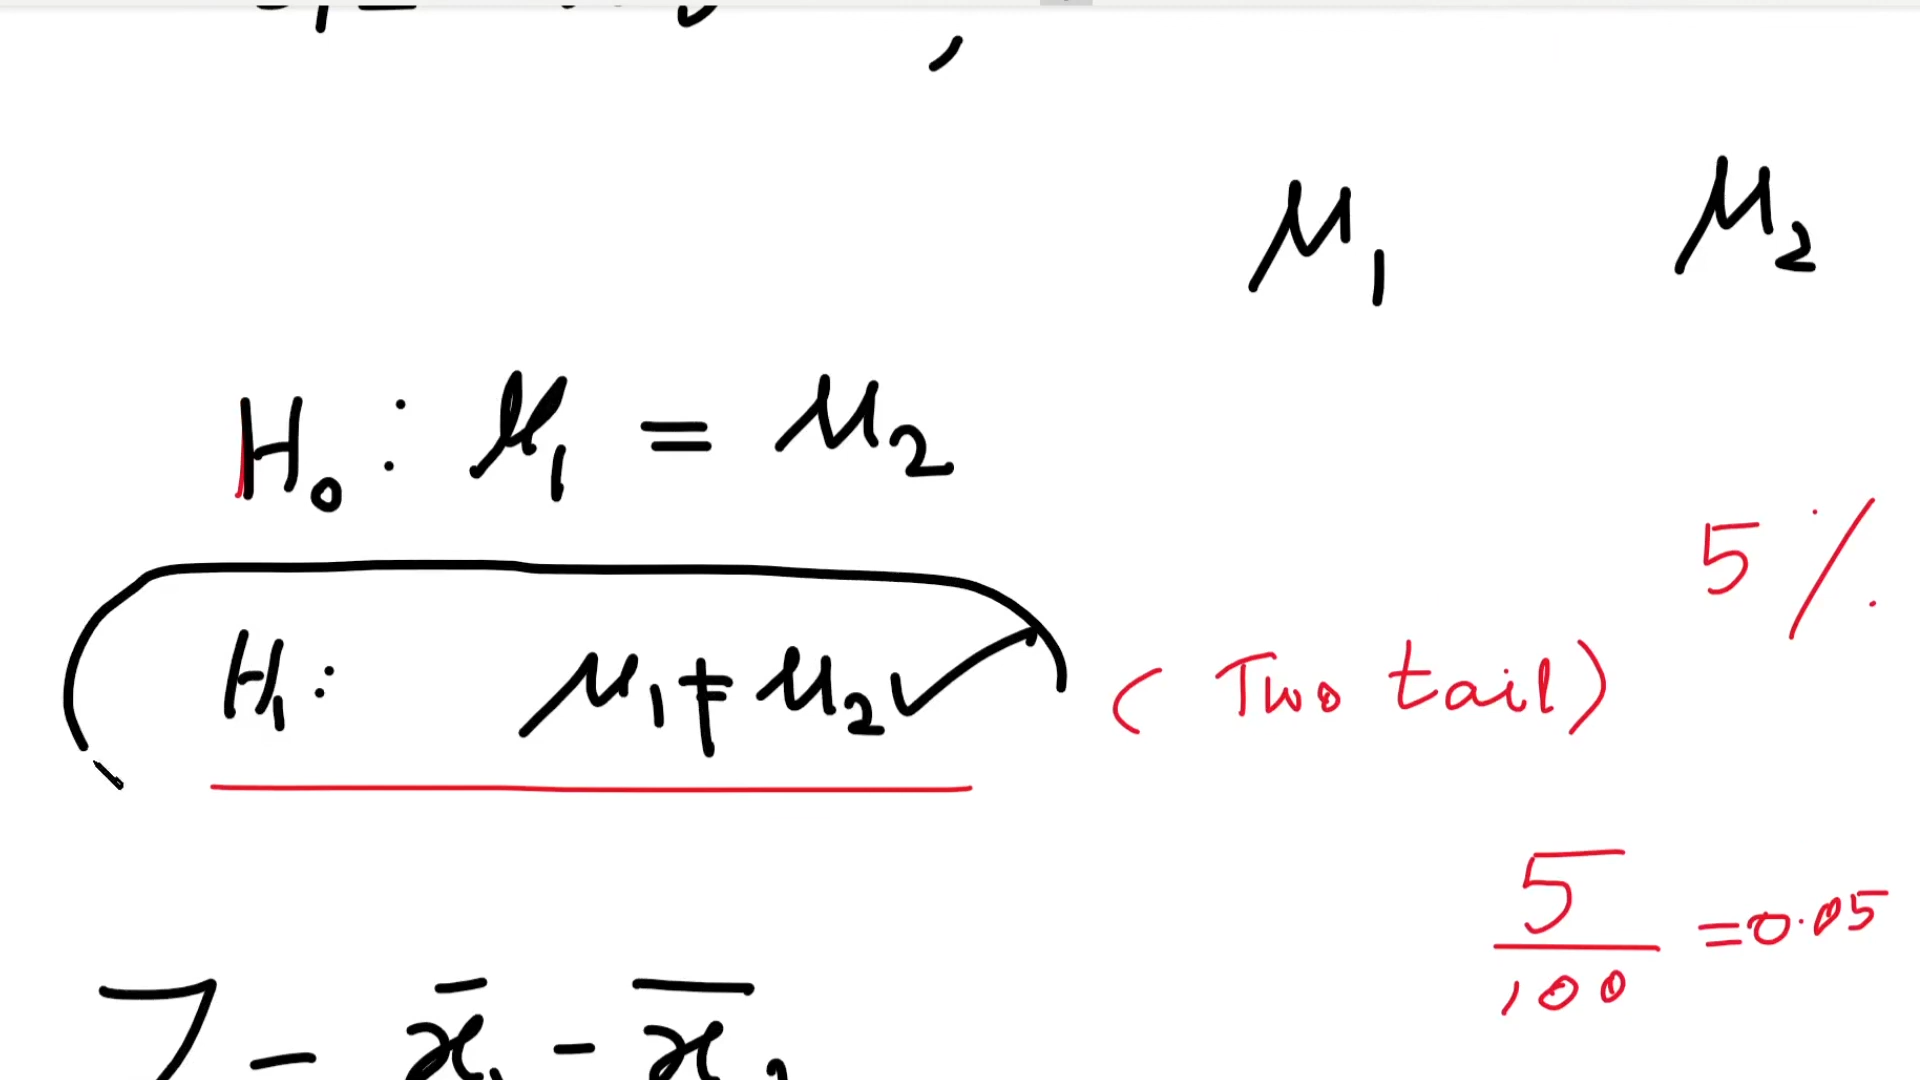 μ₁ μ₂
H₀ : μ₁ = μ₂
5 %
H₁ : μ₁ ≠ μ₂ ✓ (Two tail)
5/100 = 0.05
Z = x̄₁ - x̄₂